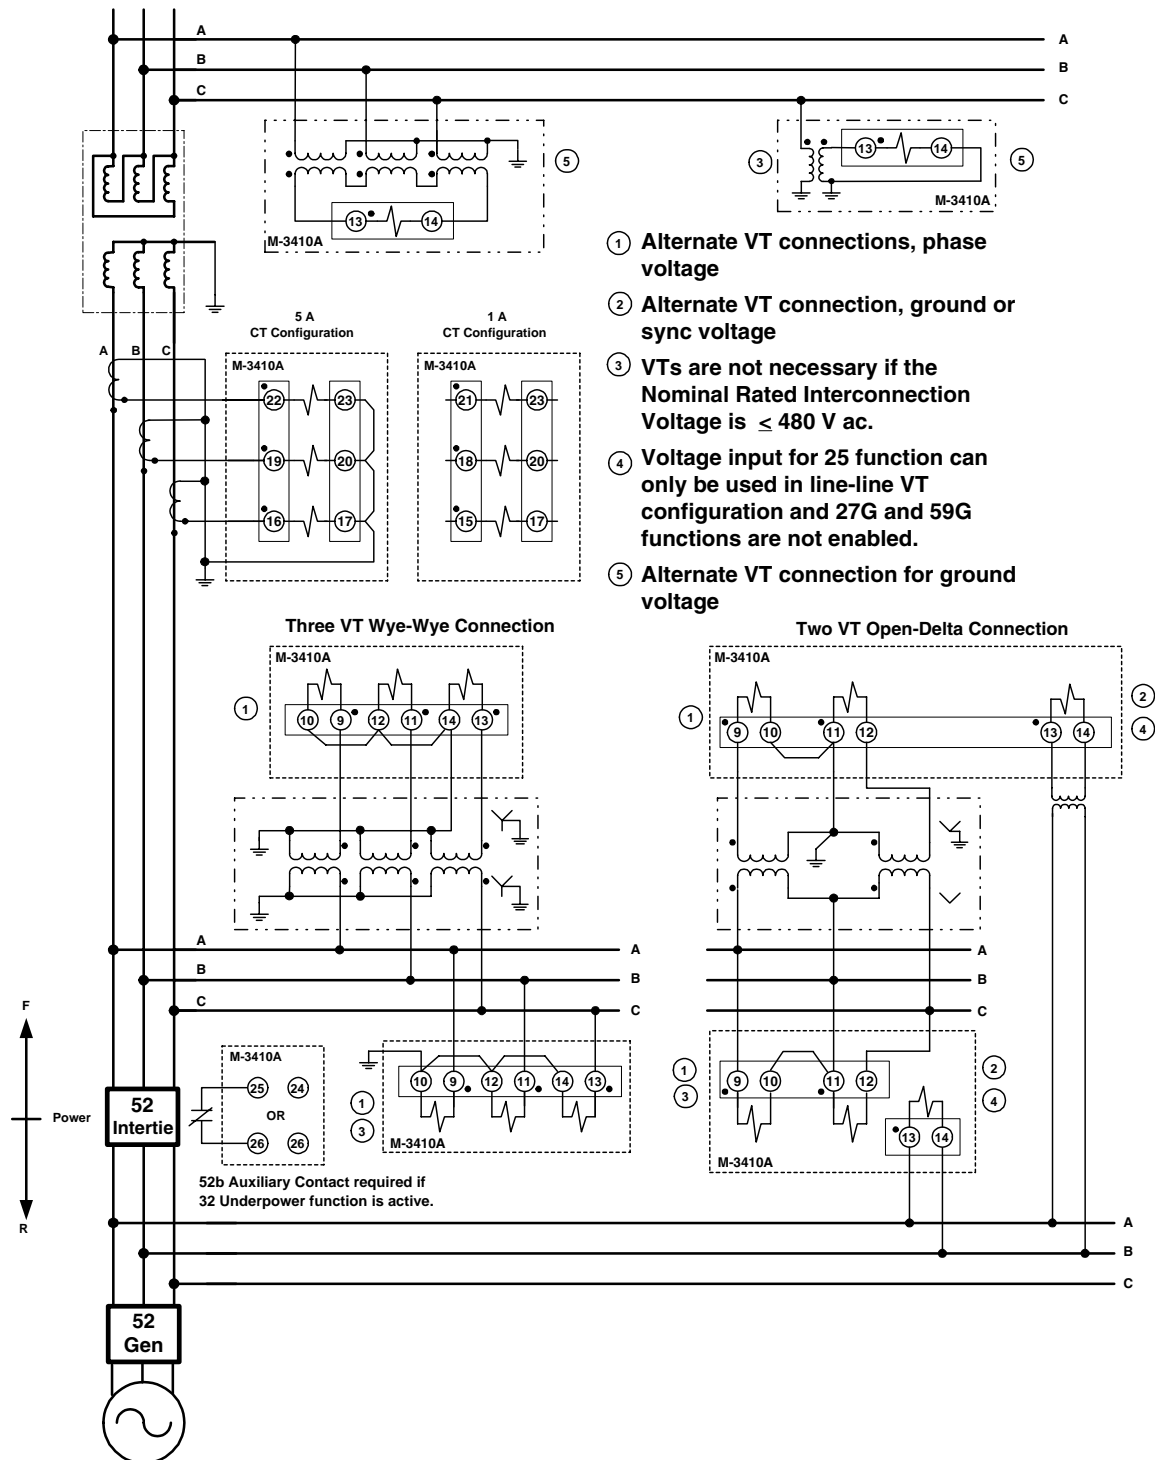 A
A
B
B
C
C
5
3
13
14
5
M-3410A
13
14
M-3410A
1 Alternate VT connections, phase
voltage
2 Alternate VT connection, ground or
sync voltage
3 VTs are not necessary if the
Nominal Rated Interconnection
Voltage is ≤ 480 V ac.
4 Voltage input for 25 function can
only be used in line-line VT
configuration and 27G and 59G
functions are not enabled.
5 Alternate VT connection for ground
voltage
5 A
CT Configuration
1 A
CT Configuration
A B C
M-3410A
22 23
19 20
16 17
M-3410A
21 23
18 20
15 17
Three VT Wye-Wye Connection
M-3410A
1
10 9 12 11 14 13
Two VT Open-Delta Connection
M-3410A
1
9 10 11 12 13 14
2
4
A
A
A
B
B
B
C
C
C
F
Power
R
52
Intertie
M-3410A
25 24
OR
26 26
52b Auxiliary Contact required if
32 Underpower function is active.
1
3
10 9 12 11 14 13
M-3410A
1
3
9 10 11 12
2
4
13 14
M-3410A
A
B
C
52
Gen